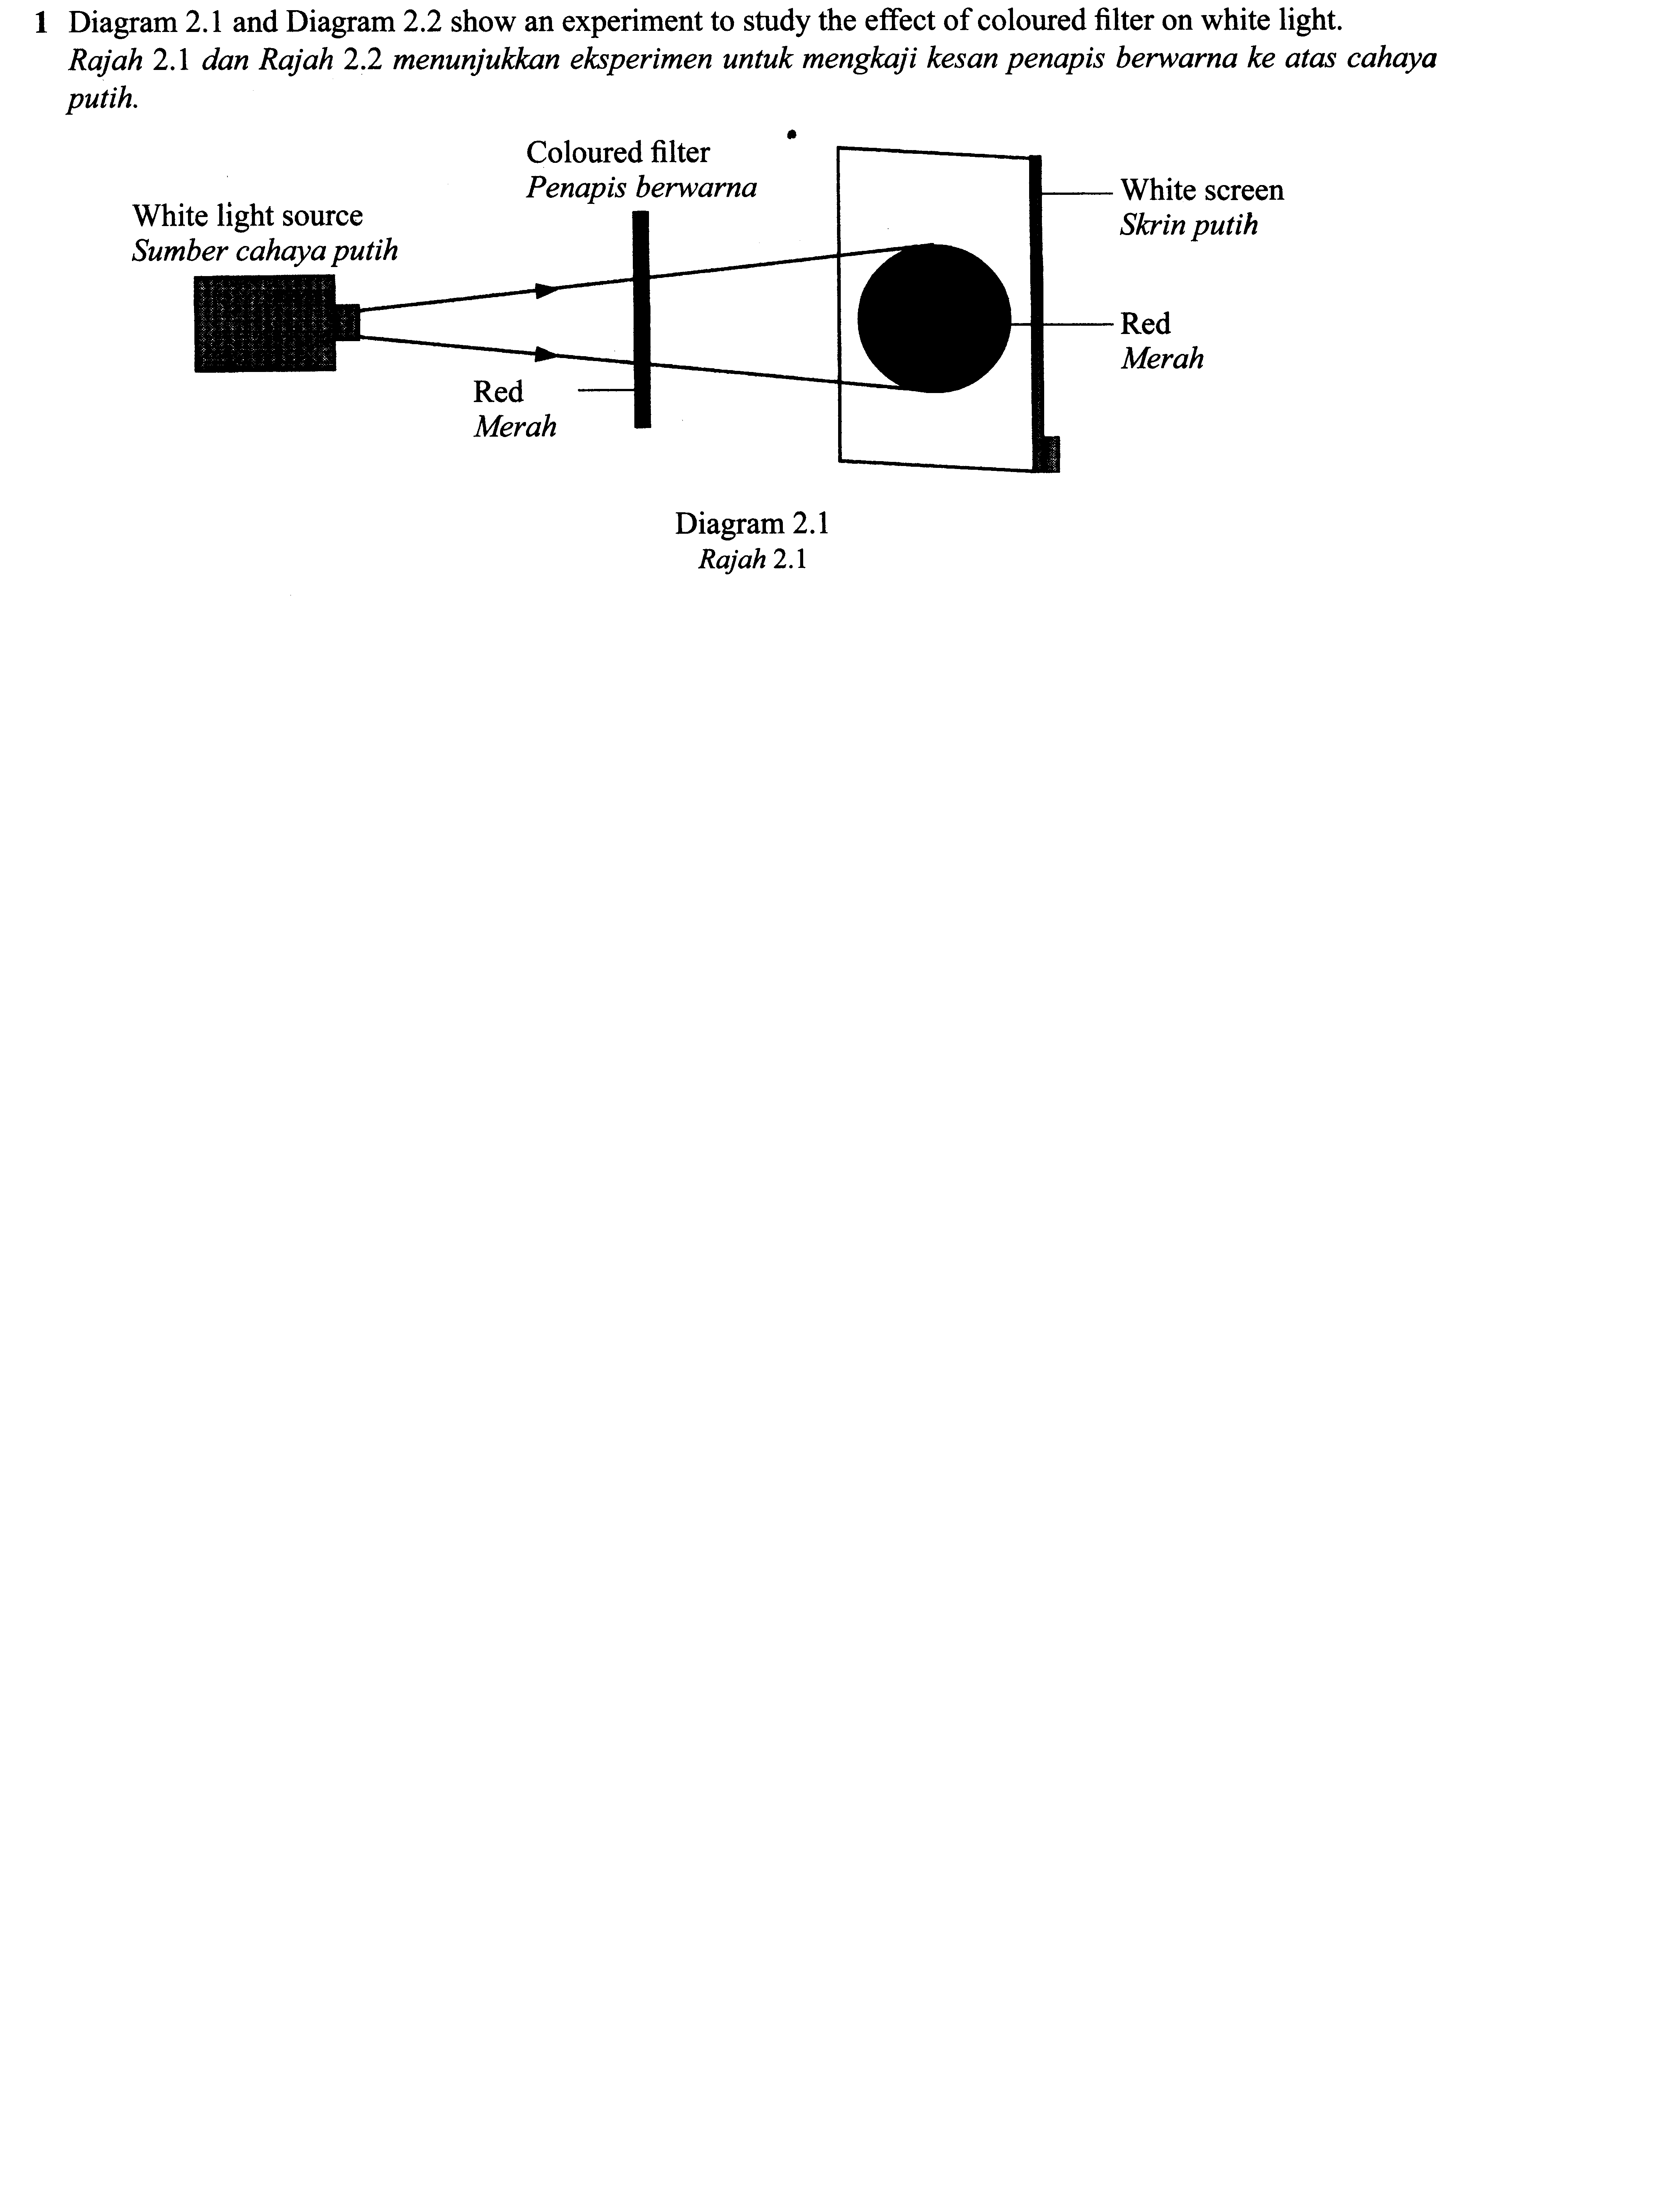 1 Diagram 2.1 and Diagram 2.2 show an experiment to study the effect of coloured filter on white light.
Rajah 2.1 dan Rajah 2.2 menunjukkan eksperimen untuk mengkaji kesan penapis berwarna ke atas cahaya
putih.
Coloured filter
Penapis berwarna
White screen
Skrin putih
White light source
Sumber cahaya putih
Red
Merah
Red
Merah
Diagram 2.1
Rajah 2.1